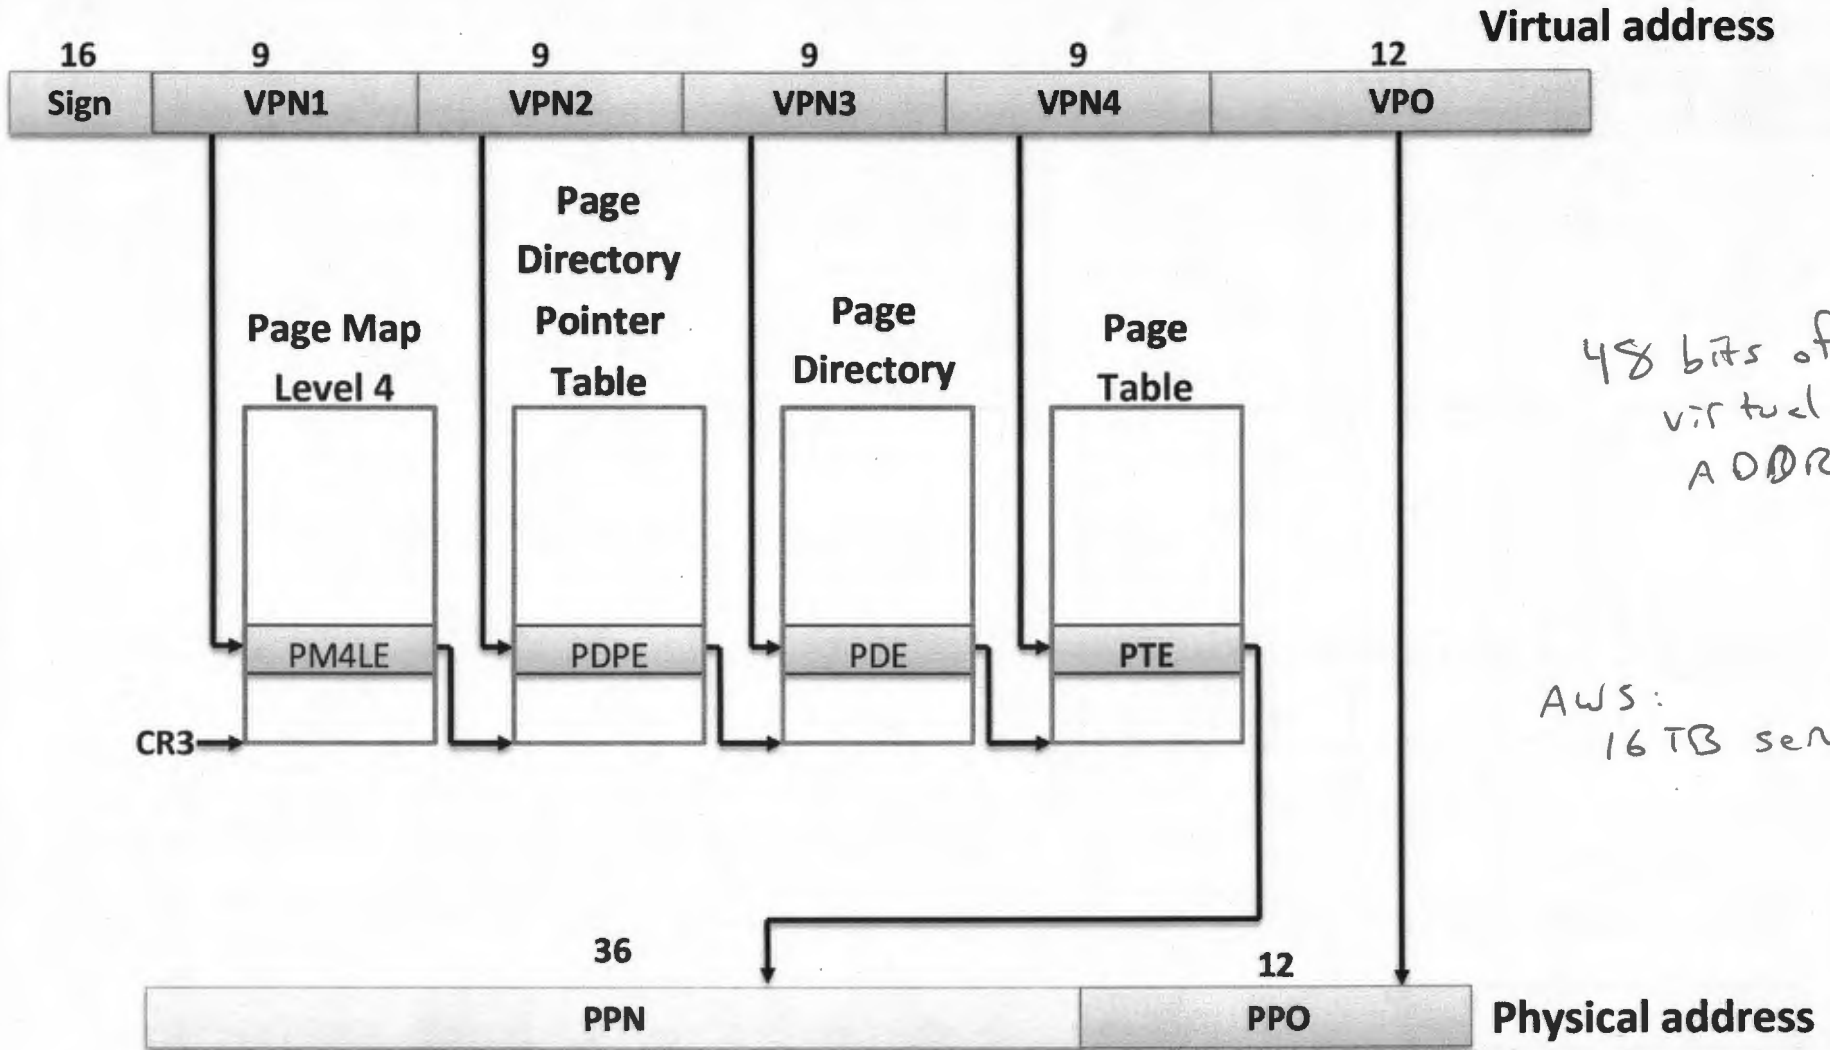 Virtual address
16 9 9 9 9 12
Sign VPN1 VPN2 VPN3 VPN4 VPO
Page Map
Level 4
Page
Directory
Pointer
Table
Page
Directory
Page
Table
48 bits of
virtual
ADDR
PM4LE PDPE PDE PTE
CR3
AWS:
16 TB ser
36 12
PPN PPO
Physical address